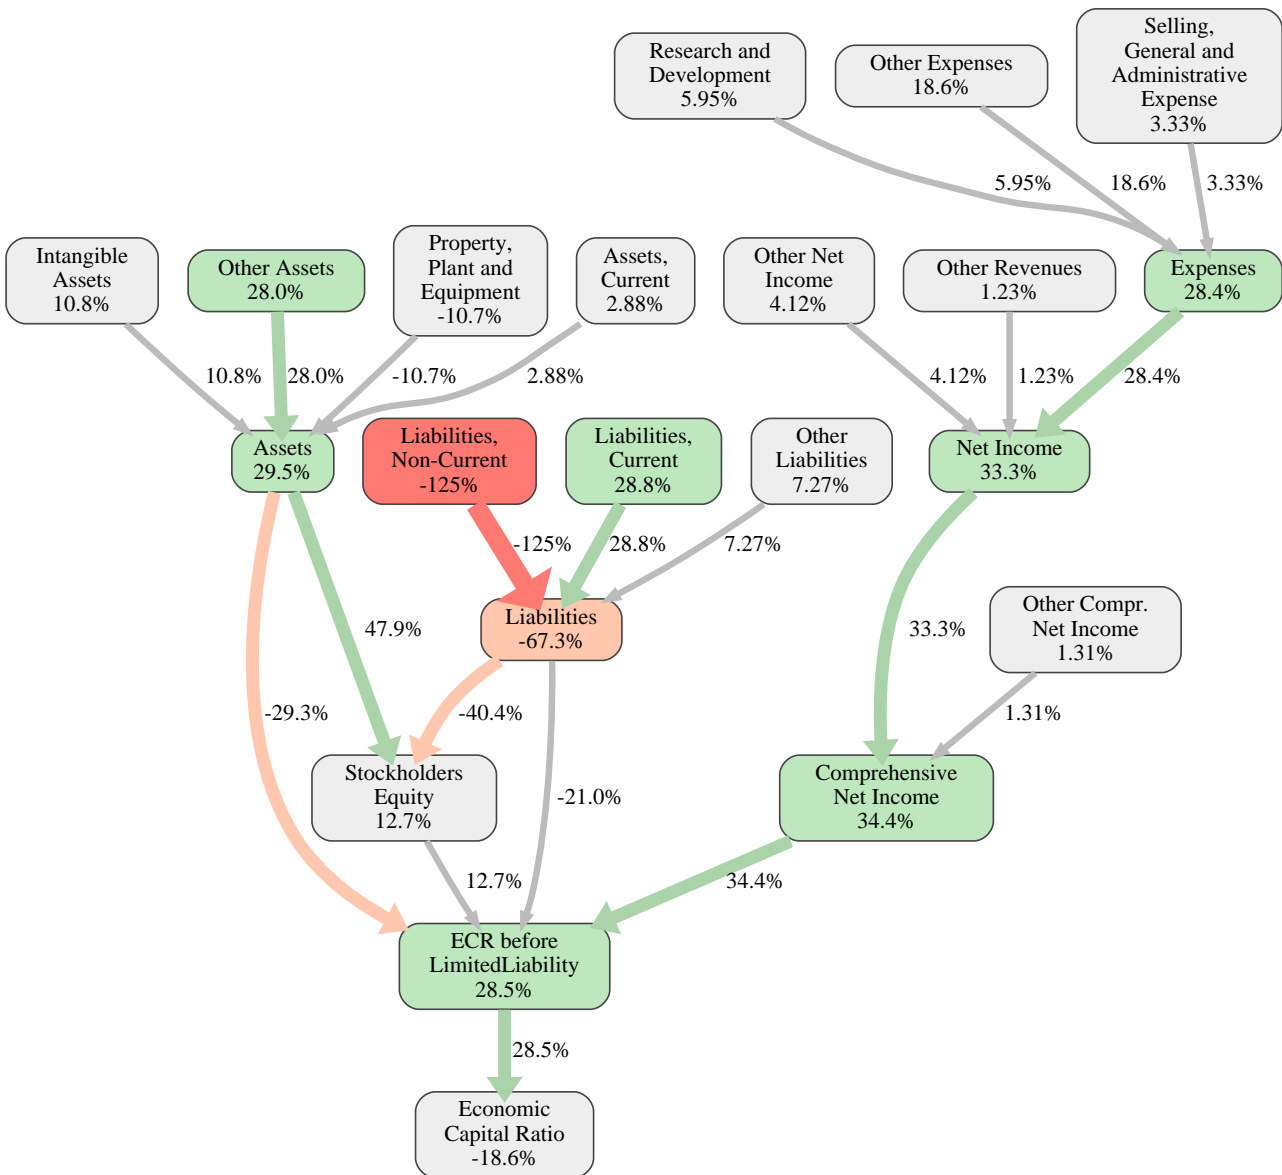 Selling,
General and
Administrative
Expense
3.33%
Research and
Development
5.95%
Other Expenses
18.6%
5.95%
18.6%
3.33%
Intangible
Assets
10.8%
Other Assets
28.0%
Property,
Plant and
Equipment
-10.7%
Assets,
Current
2.88%
Other Net
Income
4.12%
Other Revenues
1.23%
Expenses
28.4%
10.8%
28.0%
-10.7%
2.88%
4.12%
1.23%
28.4%
Assets
29.5%
Liabilities,
Non-Current
-125%
Liabilities,
Current
28.8%
Other
Liabilities
7.27%
Net Income
33.3%
-125%
28.8%
7.27%
Liabilities
-67.3%
Other Compr.
Net Income
1.31%
47.9%
33.3%
-29.3%
-40.4%
1.31%
Stockholders
Equity
12.7%
-21.0%
Comprehensive
Net Income
34.4%
12.7%
34.4%
ECR before
LimitedLiability
28.5%
28.5%
Economic
Capital Ratio
-18.6%